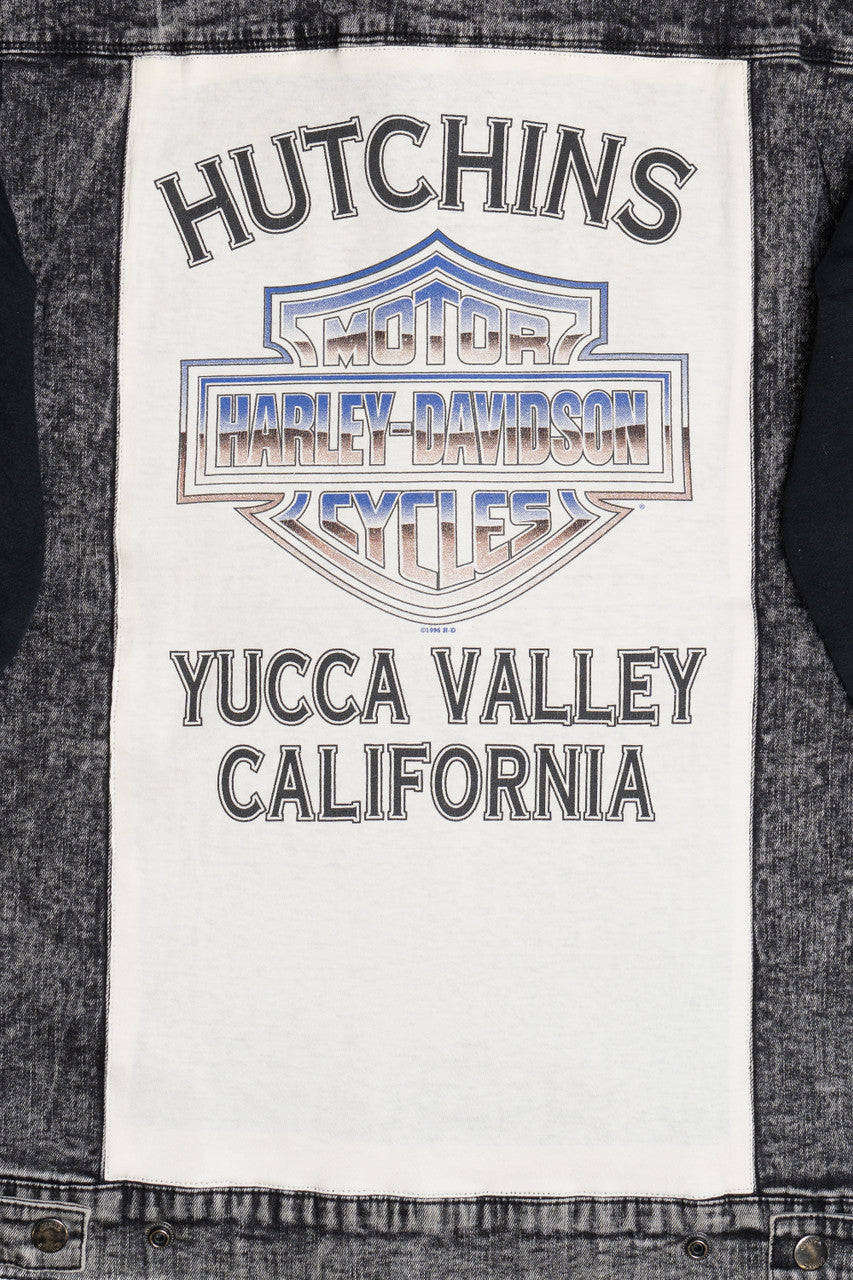 HUTCHINS
MOTOR
HARLEY-DAVIDSON
CYCLES
®
©1996 H-D
YUCCA VALLEY
CALIFORNIA